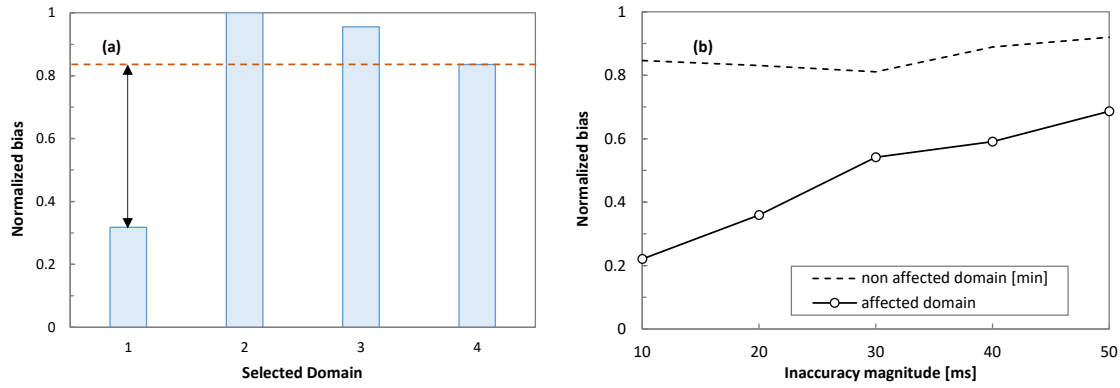 (a)
Normalized bias
1
0.8
0.6
0.4
0.2
0
1 2 3 4
Selected Domain
(b)
Normalized bias
1
0.8
0.6
0.4
0.2
0
non affected domain [min]
affected domain
10 20 30 40 50
Inaccuracy magnitude [ms]